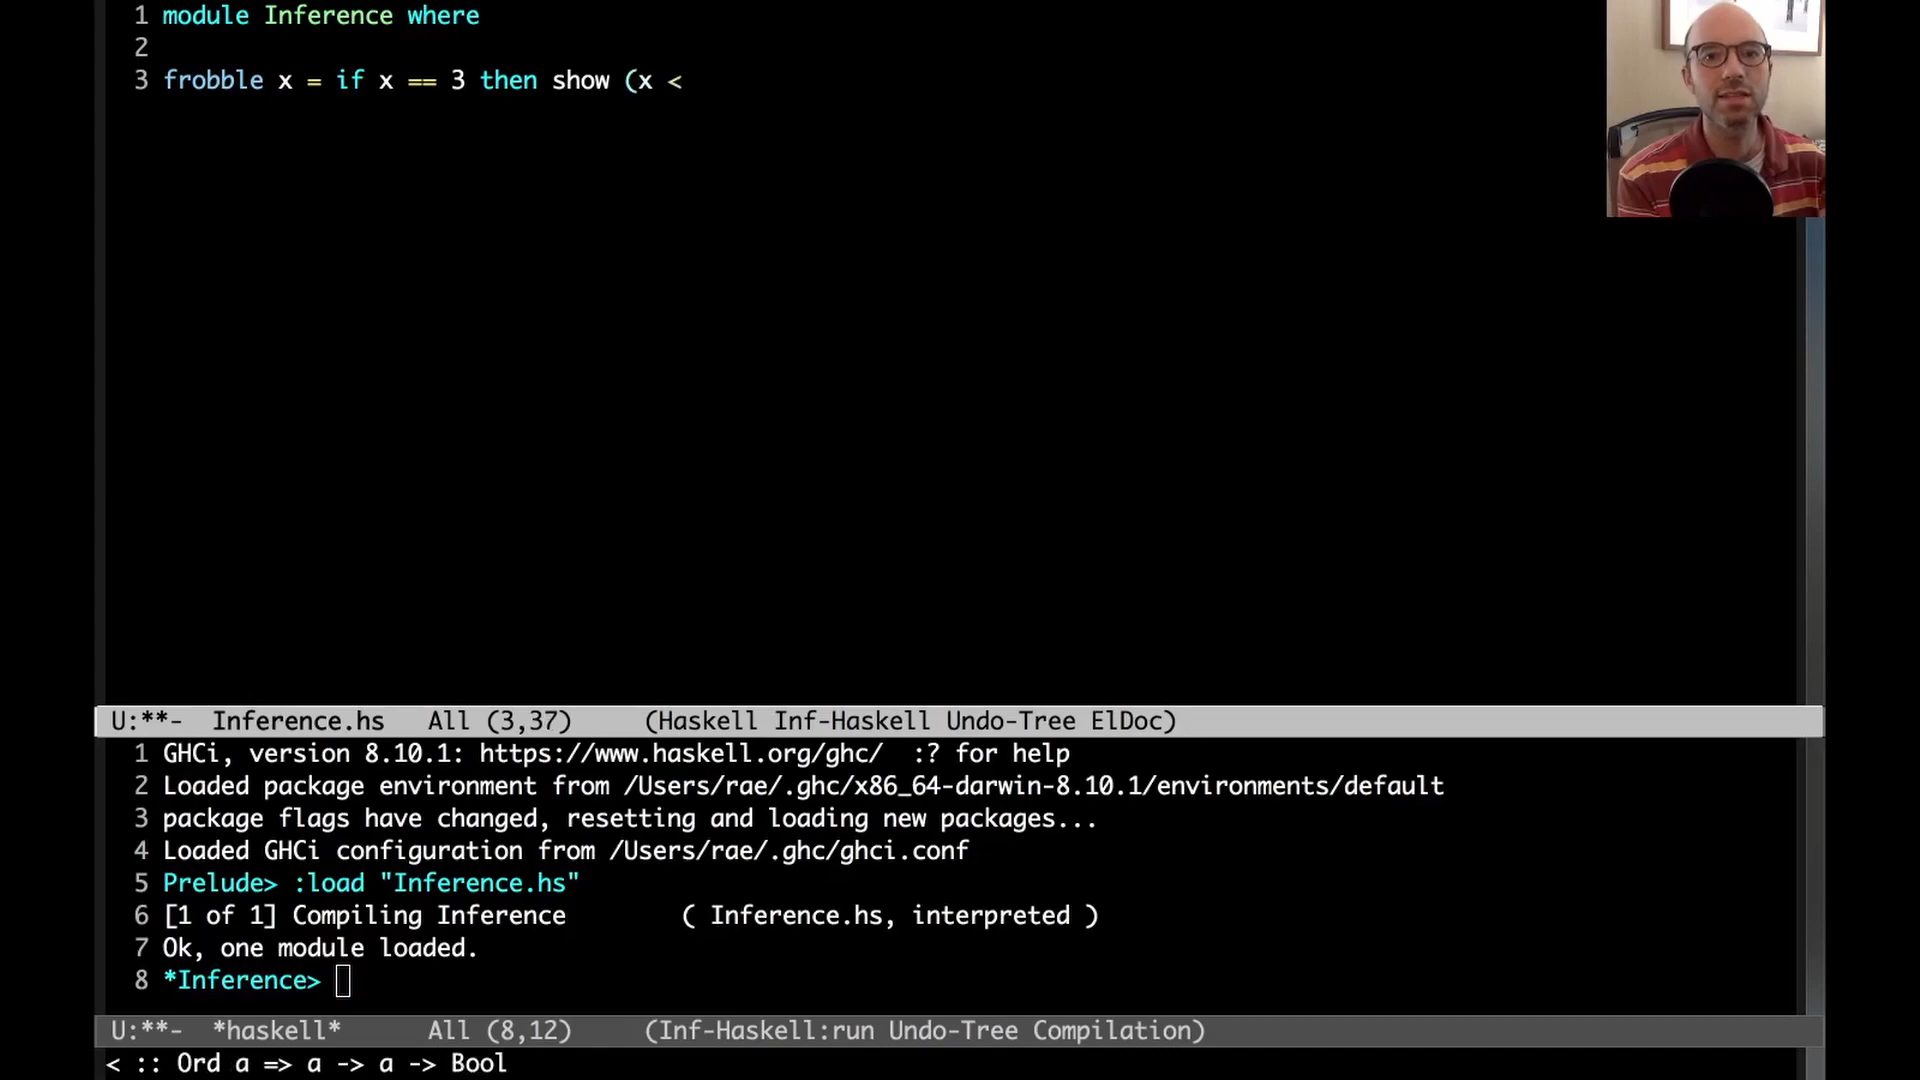 1 module Inference where
2
3 frobble x = if x == 3 then show (x <
U:**-  Inference.hs   All (3,37)     (Haskell Inf-Haskell Undo-Tree ElDoc)
1 GHCi, version 8.10.1: https://www.haskell.org/ghc/  :? for help
2 Loaded package environment from /Users/rae/.ghc/x86_64-darwin-8.10.1/environments/default
3 package flags have changed, resetting and loading new packages...
4 Loaded GHCi configuration from /Users/rae/.ghc/ghci.conf
5 Prelude> :load "Inference.hs"
6 [1 of 1] Compiling Inference        ( Inference.hs, interpreted )
7 Ok, one module loaded.
8 *Inference>
U:**-  *haskell*      All (8,12)     (Inf-Haskell:run Undo-Tree Compilation)
< :: Ord a => a -> a -> Bool